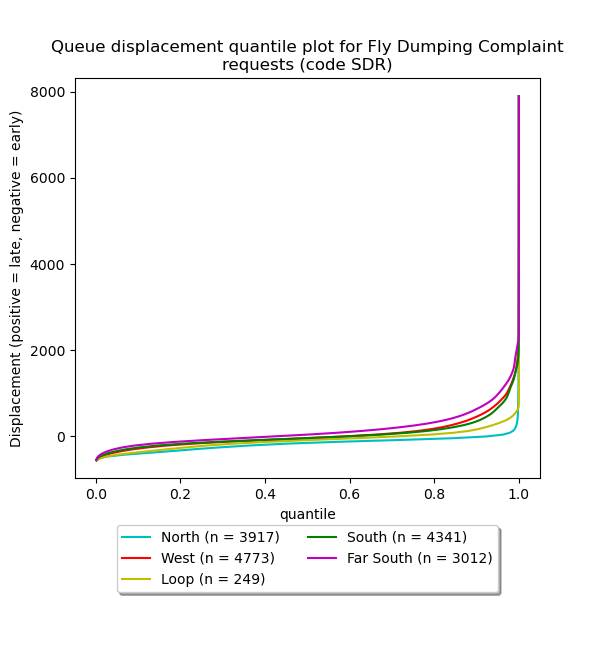 Queue displacement quantile plot for Fly Dumping Complaint
requests (code SDR)
Displacement (positive = late, negative = early)
8000
6000
4000
2000
0
0.0 0.2 0.4 0.6 0.8 1.0
quantile
North (n = 3917) South (n = 4341)
West (n = 4773) Far South (n = 3012)
Loop (n = 249)